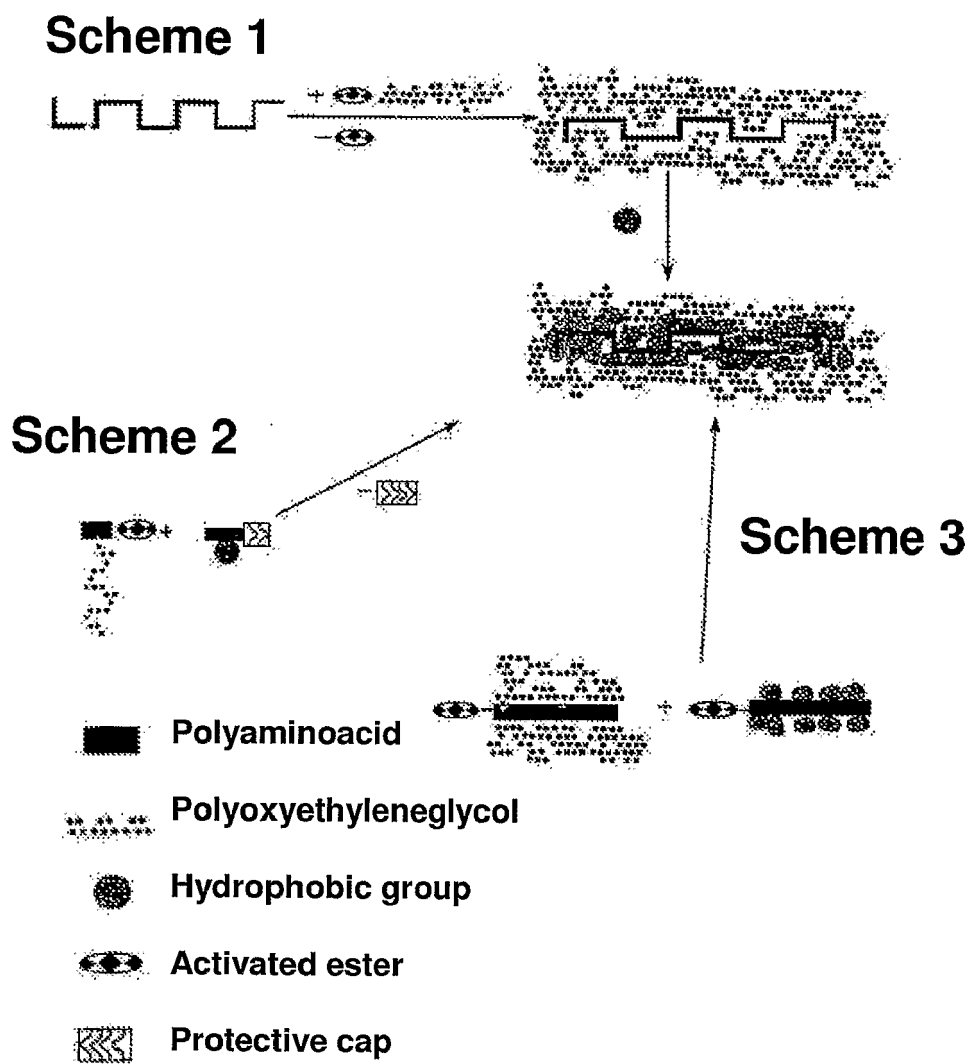 Scheme 1
Scheme 2
Scheme 3
Polyaminoacid
Polyoxyethyleneglycol
Hydrophobic group
Activated ester
Protective cap